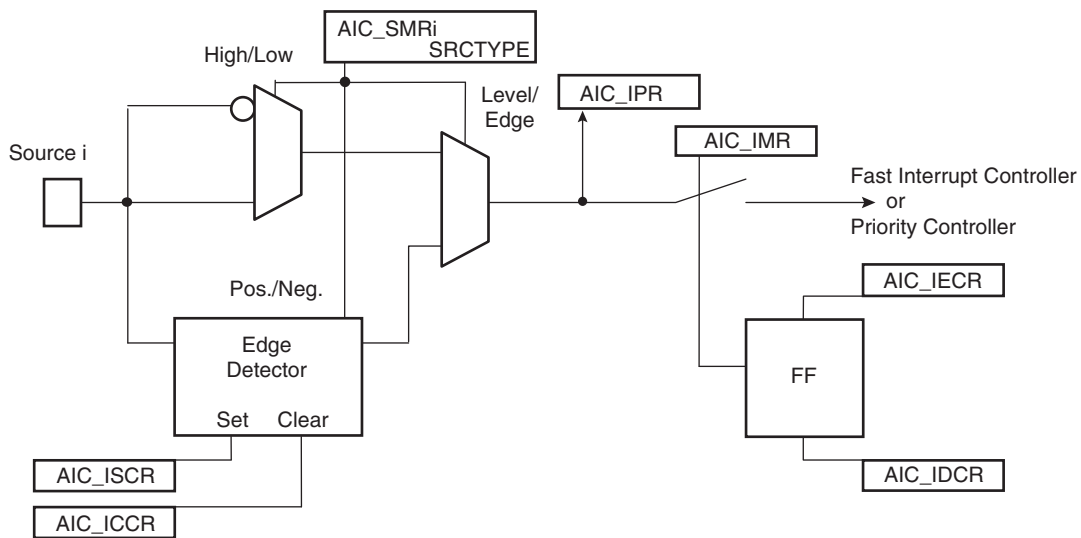 AIC_SMRi
SRCTYPE
High/Low
Level/
Edge
AIC_IPR
AIC_IMR
Source i
Fast Interrupt Controller
or
Priority Controller
Pos./Neg.
AIC_IECR
Edge
Detector
FF
Set Clear
AIC_ISCR
AIC_IDCR
AIC_ICCR